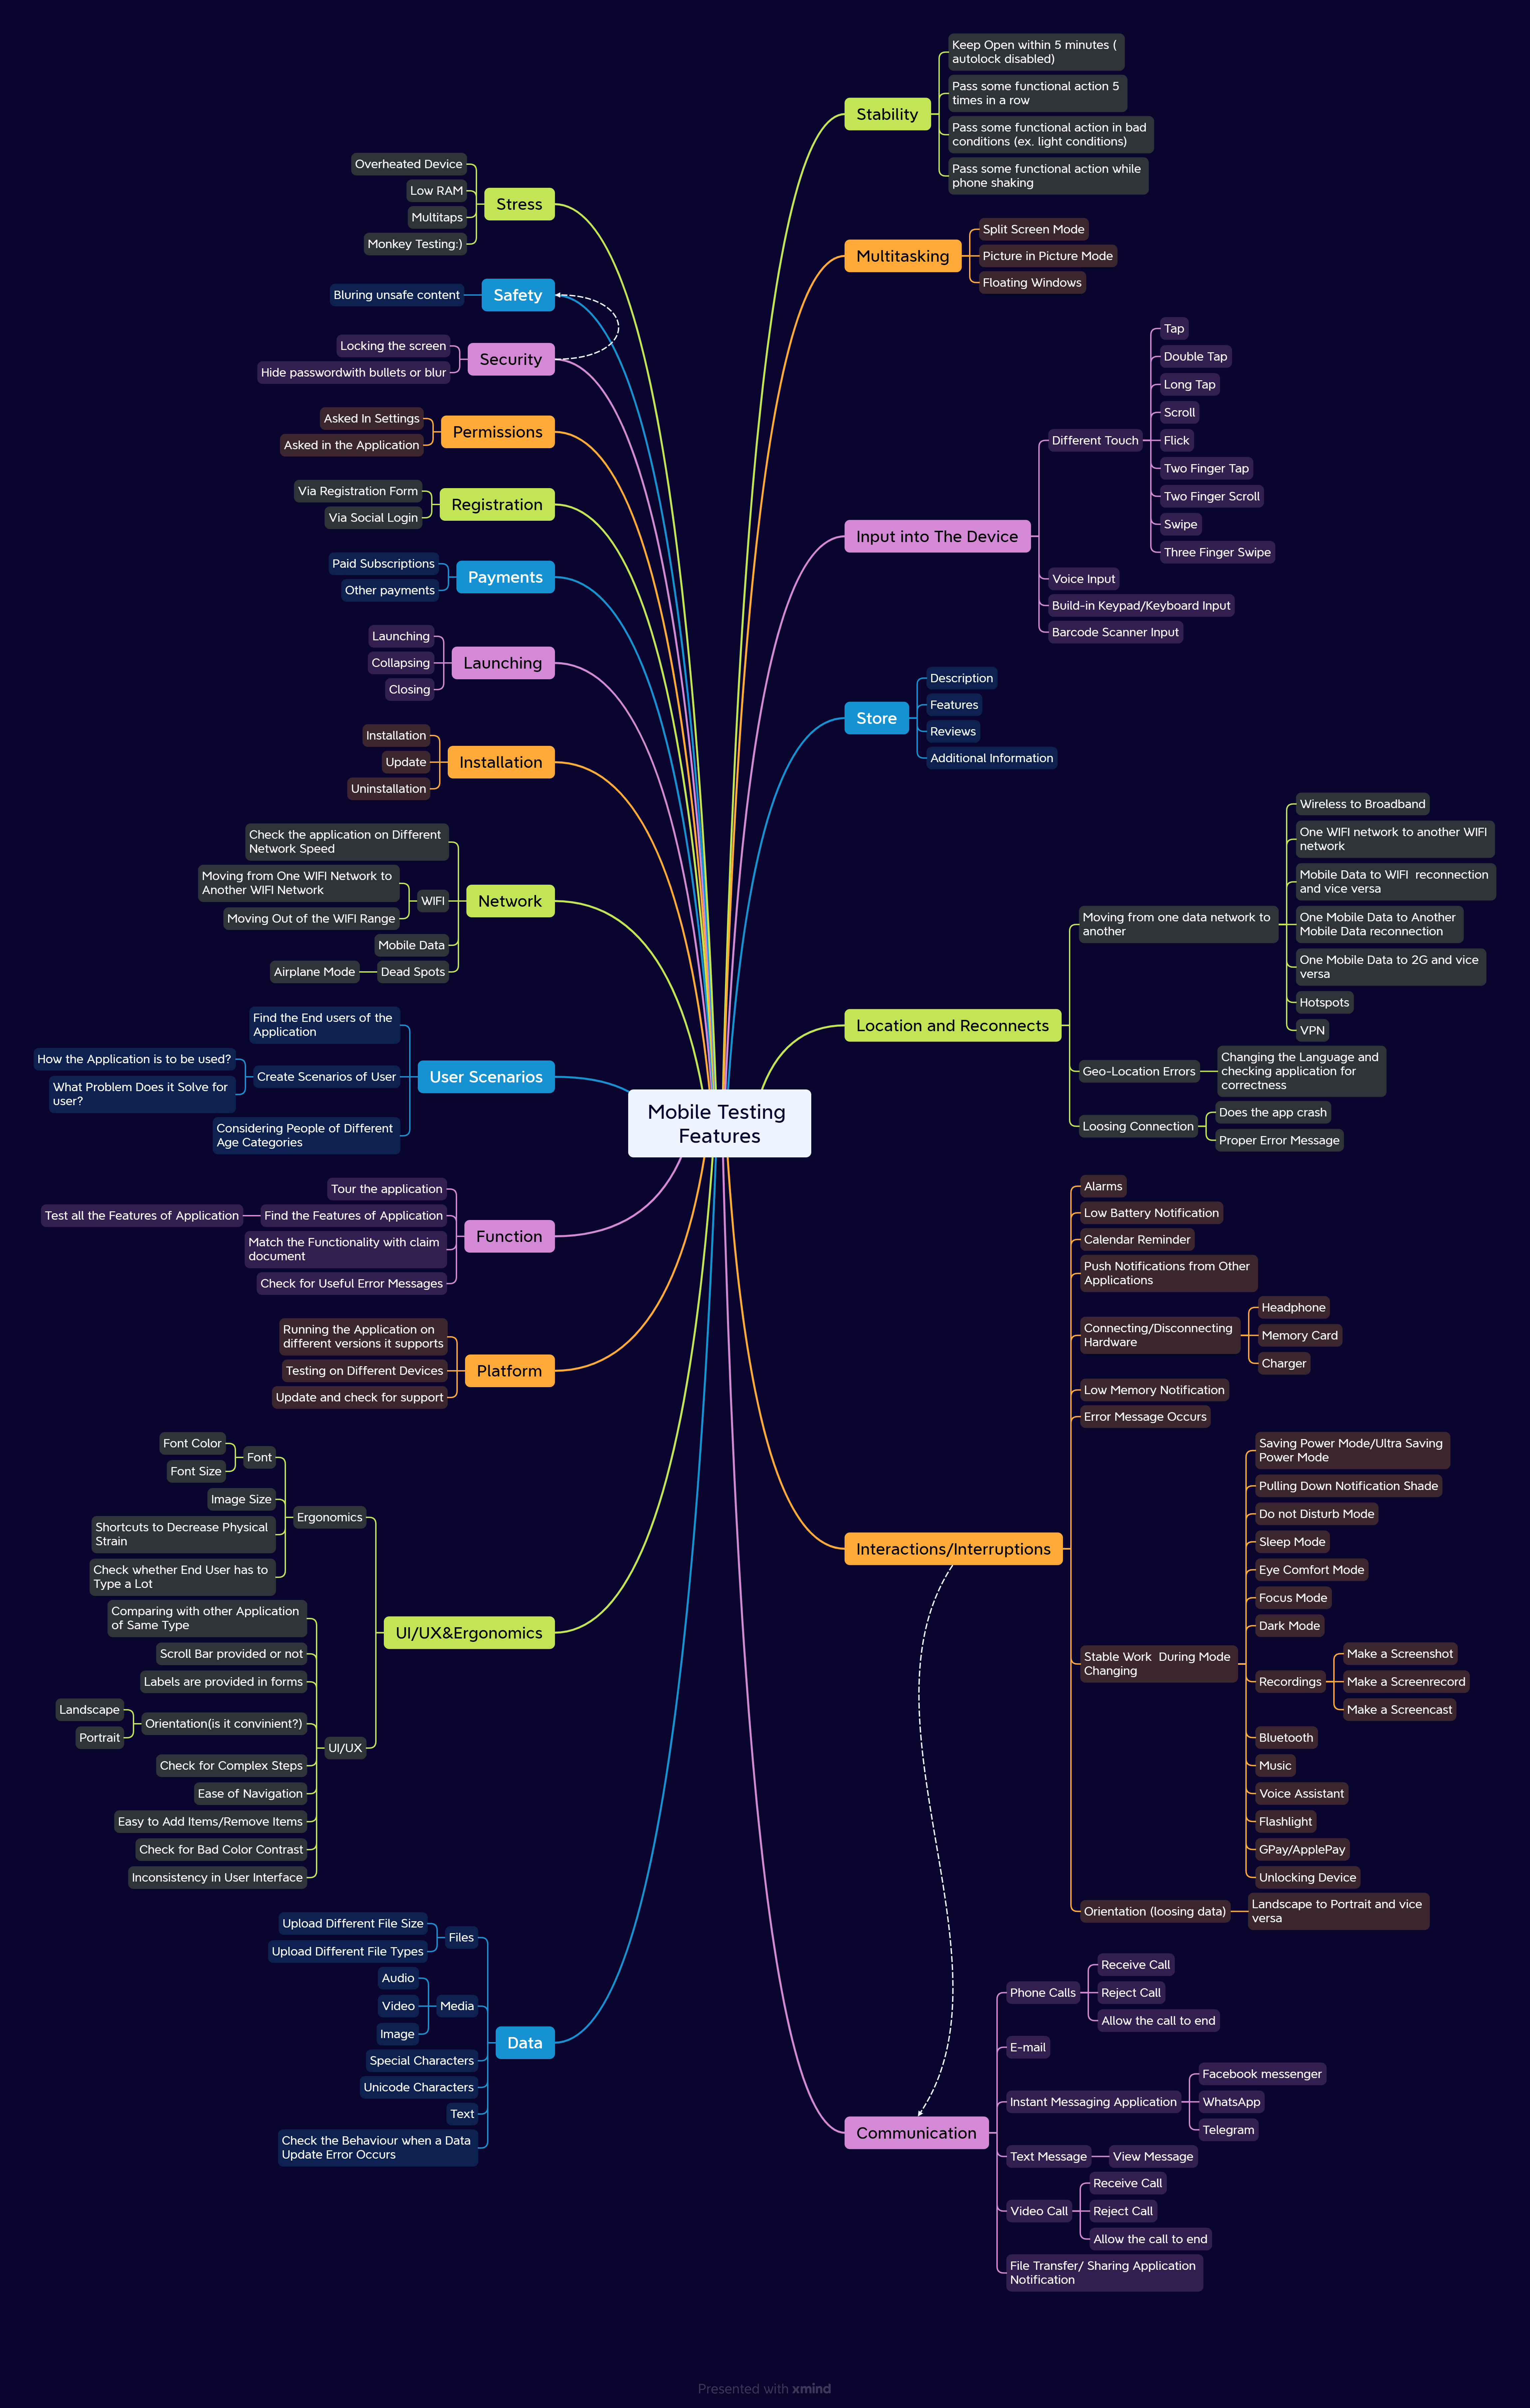 Mobile Testing
Features
Stability
Keep Open within 5 minutes (
autolock disabled)
Pass some functional action 5
times in a row
Pass some functional action in bad
conditions (ex. light conditions)
Pass some functional action while
phone shaking
Multitasking
Split Screen Mode
Picture in Picture Mode
Floating Windows
Input into The Device
Different Touch
Tap
Double Tap
Long Tap
Scroll
Flick
Two Finger Tap
Two Finger Scroll
Swipe
Three Finger Swipe
Voice Input
Build-in Keypad/Keyboard Input
Barcode Scanner Input
Store
Description
Features
Reviews
Additional Information
Location and Reconnects
Moving from one data network to
another
Wireless to Broadband
One WIFI network to another WIFI
network
Mobile Data to WIFI  reconnection
and vice versa
One Mobile Data to Another
Mobile Data reconnection
One Mobile Data to 2G and vice
versa
Hotspots
VPN
Geo-Location Errors
Changing the Language and
checking application for
correctness
Loosing Connection
Does the app crash
Proper Error Message
Interactions/Interruptions
Alarms
Low Battery Notification
Calendar Reminder
Push Notifications from Other
Applications
Connecting/Disconnecting
Hardware
Headphone
Memory Card
Charger
Low Memory Notification
Error Message Occurs
Stable Work  During Mode
Changing
Saving Power Mode/Ultra Saving
Power Mode
Pulling Down Notification Shade
Do not Disturb Mode
Sleep Mode
Eye Comfort Mode
Focus Mode
Dark Mode
Recordings
Make a Screenshot
Make a Screenrecord
Make a Screencast
Bluetooth
Music
Voice Assistant
Flashlight
GPay/ApplePay
Unlocking Device
Orientation (loosing data)
Landscape to Portrait and vice
versa
Communication
Phone Calls
Receive Call
Reject Call
Allow the call to end
E-mail
Instant Messaging Application
Facebook messenger
WhatsApp
Telegram
Text Message
View Message
Video Call
Receive Call
Reject Call
Allow the call to end
File Transfer/ Sharing Application
Notification
Stress
Overheated Device
Low RAM
Multitaps
Monkey Testing:)
Safety
Bluring unsafe content
Security
Locking the screen
Hide passwordwith bullets or blur
Permissions
Asked In Settings
Asked in the Application
Registration
Via Registration Form
Via Social Login
Payments
Paid Subscriptions
Other payments
Launching
Launching
Collapsing
Closing
Installation
Installation
Update
Uninstallation
Network
Check the application on Different
Network Speed
WIFI
Moving from One WIFI Network to
Another WIFI Network
Moving Out of the WIFI Range
Mobile Data
Dead Spots
Airplane Mode
User Scenarios
Find the End users of the
Application
Create Scenarios of User
How the Application is to be used?
What Problem Does it Solve for
user?
Considering People of Different
Age Categories
Function
Tour the application
Find the Features of Application
Test all the Features of Application
Match the Functionality with claim
document
Check for Useful Error Messages
Platform
Running the Application on
different versions it supports
Testing on Different Devices
Update and check for support
UI/UX&Ergonomics
Ergonomics
Font
Font Color
Font Size
Image Size
Shortcuts to Decrease Physical
Strain
Check whether End User has to
Type a Lot
UI/UX
Comparing with other Application
of Same Type
Scroll Bar provided or not
Labels are provided in forms
Orientation(is it convinient?)
Landscape
Portrait
Check for Complex Steps
Ease of Navigation
Easy to Add Items/Remove Items
Check for Bad Color Contrast
Inconsistency in User Interface
Data
Files
Upload Different File Size
Upload Different File Types
Media
Audio
Video
Image
Special Characters
Unicode Characters
Text
Check the Behaviour when a Data
Update Error Occurs
Presented with xmind